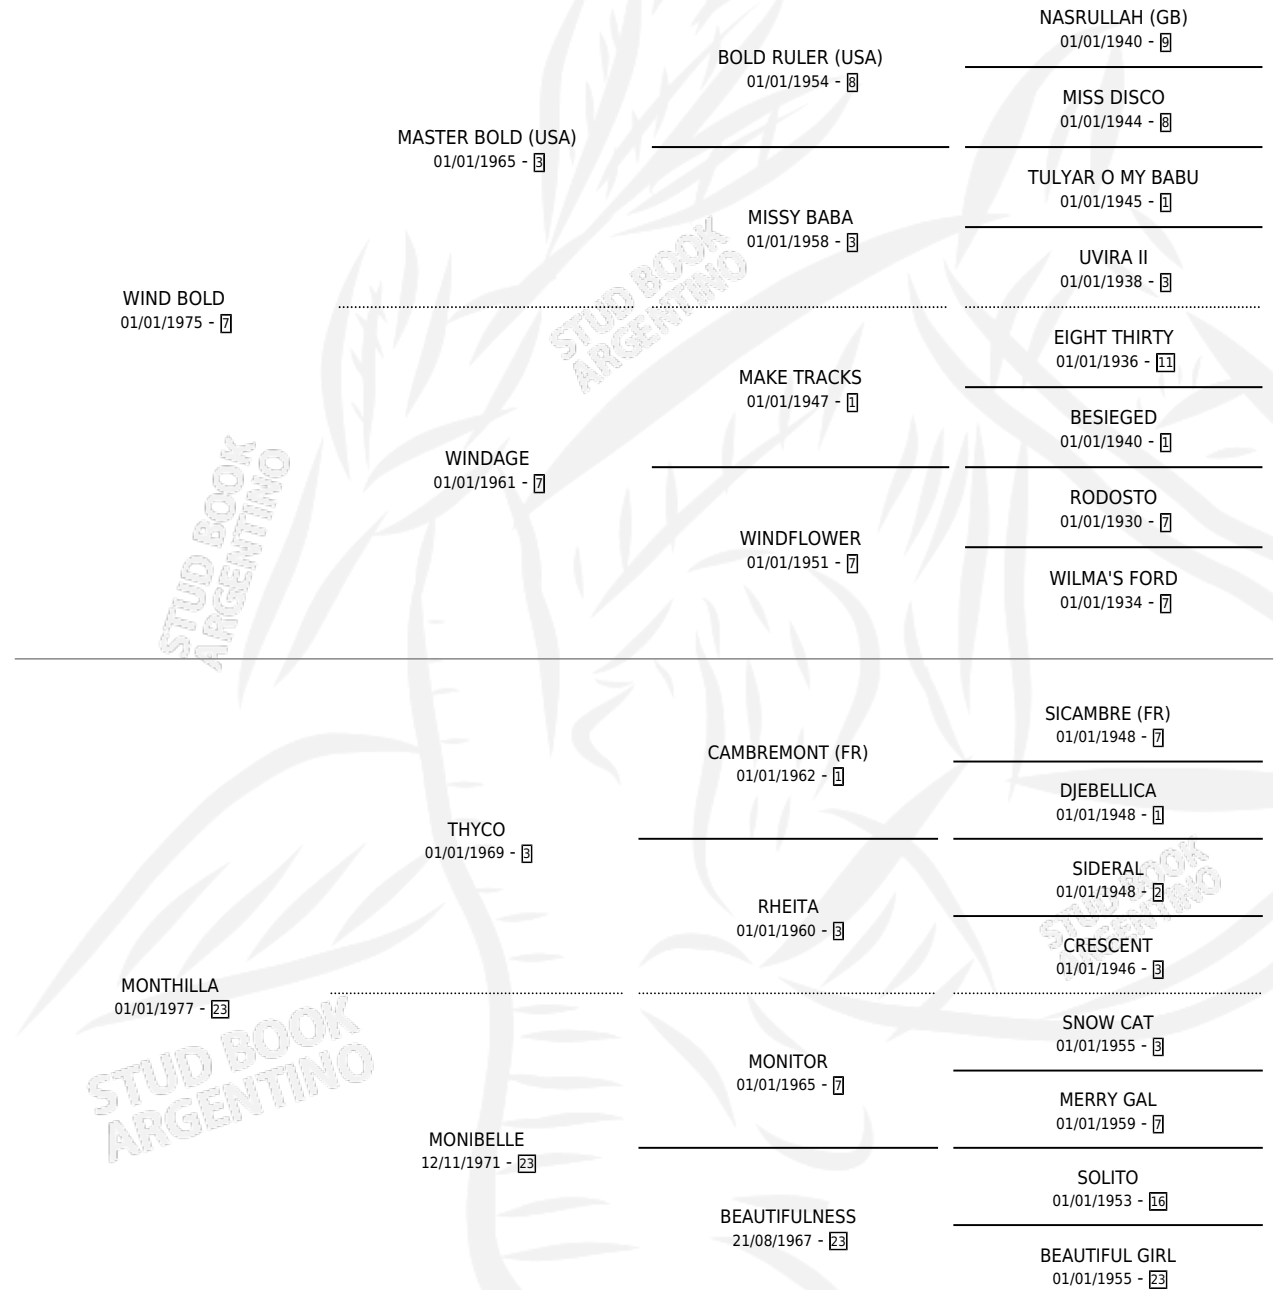 NASRULLAH (GB)
01/01/1940 - 9
BOLD RULER (USA)
01/01/1954 - 8
MISS DISCO
01/01/1944 - 8
MASTER BOLD (USA)
01/01/1965 - 3
TULYAR O MY BABU
01/01/1945 - 1
MISSY BABA
01/01/1958 - 3
UVIRA II
01/01/1938 - 3
WIND BOLD
01/01/1975 - 7
EIGHT THIRTY
01/01/1936 - 11
MAKE TRACKS
01/01/1947 - 1
BESIEGED
01/01/1940 - 1
WINDAGE
01/01/1961 - 7
RODOSTO
01/01/1930 - 7
WINDFLOWER
01/01/1951 - 7
WILMA'S FORD
01/01/1934 - 7
SICAMBRE (FR)
01/01/1948 - 7
CAMBREMONT (FR)
01/01/1962 - 1
DJEBELLICA
01/01/1948 - 1
THYCO
01/01/1969 - 3
SIDERAL
01/01/1948 - 2
RHEITA
01/01/1960 - 3
CRESCENT
01/01/1946 - 3
MONTHILLA
01/01/1977 - 23
SNOW CAT
01/01/1955 - 3
MONITOR
01/01/1965 - 7
MERRY GAL
01/01/1959 - 7
MONIBELLE
12/11/1971 - 23
SOLITO
01/01/1953 - 16
BEAUTIFULNESS
21/08/1967 - 23
BEAUTIFUL GIRL
01/01/1955 - 23
STUD BOOK
ARGENTINO
STUD BOOK
ARGENTINO
STUD BOOK
ARGENTINO
STUD BOOK
ARGENTINO